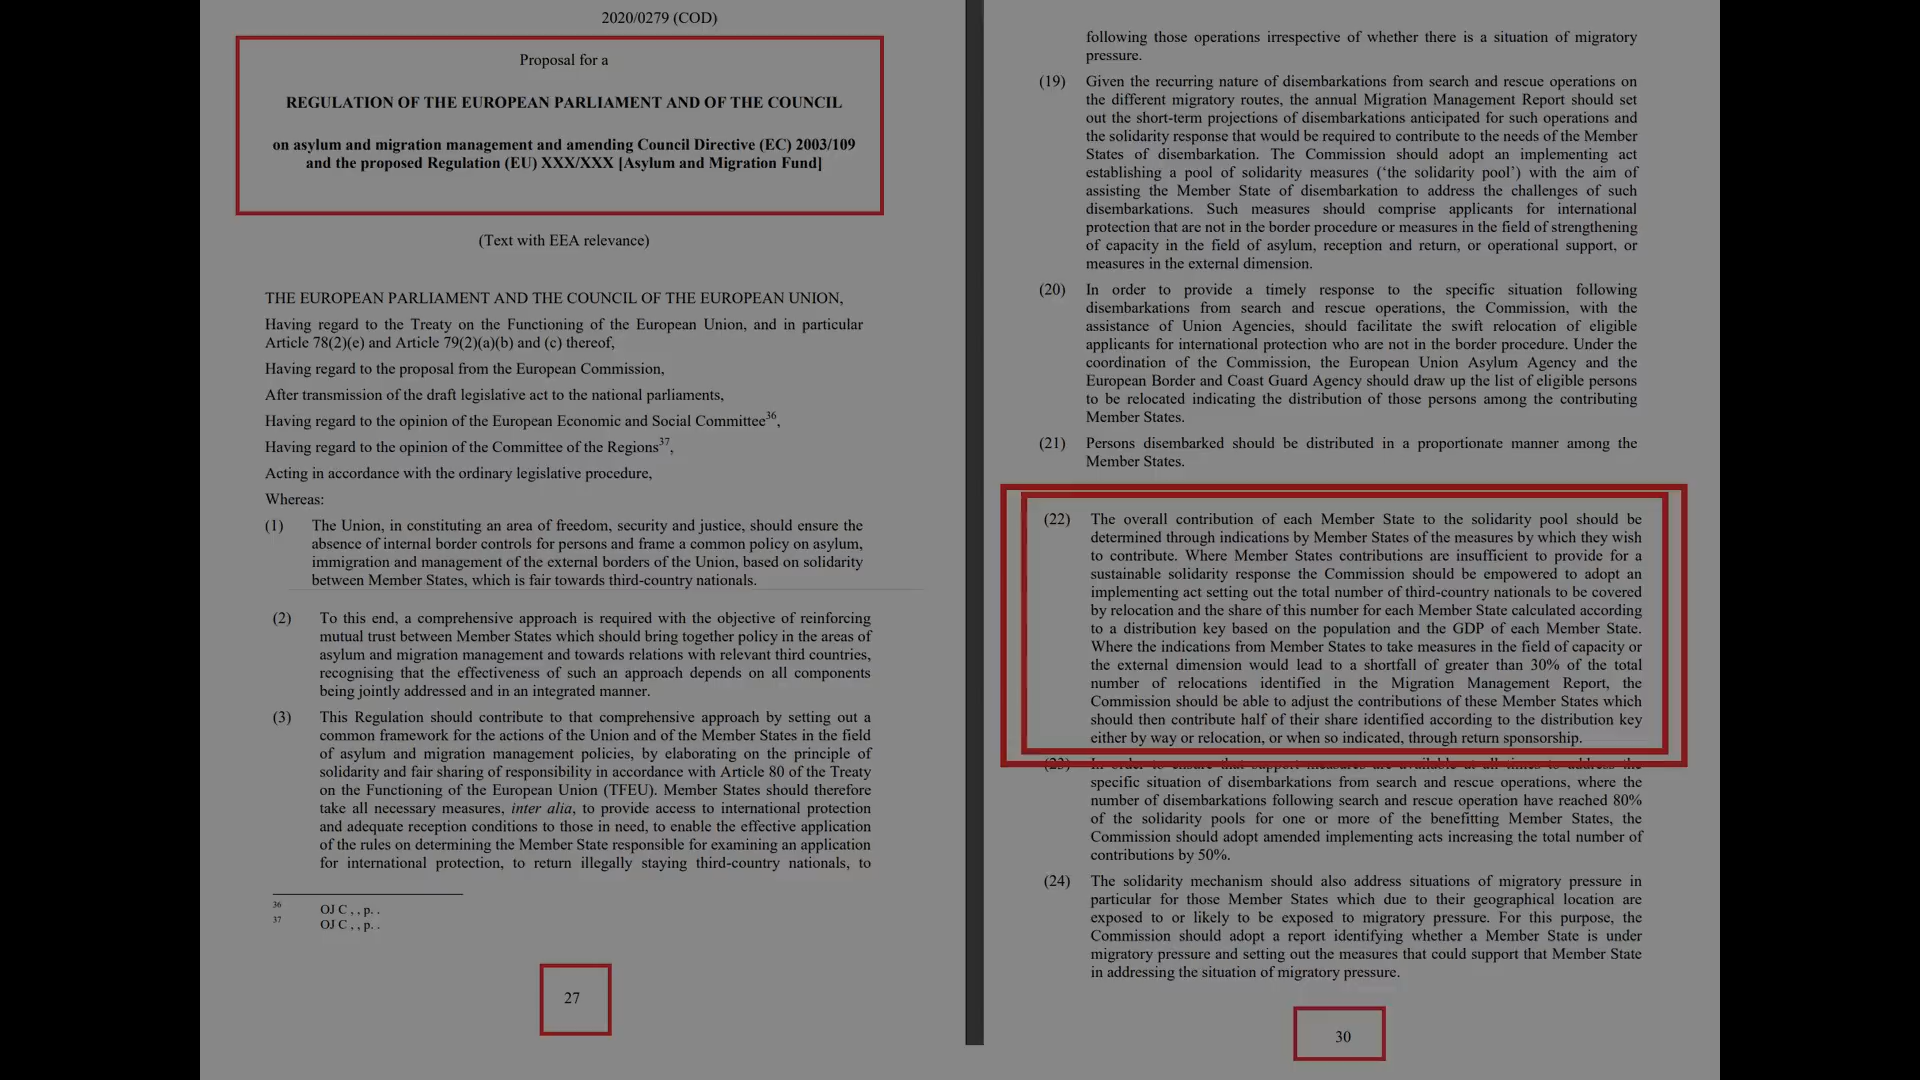 2020/0279 (COD)
Proposal for a
REGULATION OF THE EUROPEAN PARLIAMENT AND OF THE COUNCIL
on asylum and migration management and amending Council Directive (EC) 2003/109
and the proposed Regulation (EU) XXX/XXX [Asylum and Migration Fund]
(Text with EEA relevance)
THE EUROPEAN PARLIAMENT AND THE COUNCIL OF THE EUROPEAN UNION,
Having regard to the Treaty on the Functioning of the European Union, and in particular
Article 78(2)(e) and Article 79(2)(a)(b) and (c) thereof,
Having regard to the proposal from the European Commission,
After transmission of the draft legislative act to the national parliaments,
Having regard to the opinion of the European Economic and Social Committee36,
Having regard to the opinion of the Committee of the Regions37,
Acting in accordance with the ordinary legislative procedure,
Whereas:
(1) The Union, in constituting an area of freedom, security and justice, should ensure the
absence of internal border controls for persons and frame a common policy on asylum,
immigration and management of the external borders of the Union, based on solidarity
between Member States, which is fair towards third-country nationals.
(2) To this end, a comprehensive approach is required with the objective of reinforcing
mutual trust between Member States which should bring together policy in the areas of
asylum and migration management and towards relations with relevant third countries,
recognising that the effectiveness of such an approach depends on all components
being jointly addressed and in an integrated manner.
(3) This Regulation should contribute to that comprehensive approach by setting out a
common framework for the actions of the Union and of the Member States in the field
of asylum and migration management policies, by elaborating on the principle of
solidarity and fair sharing of responsibility in accordance with Article 80 of the Treaty
on the Functioning of the European Union (TFEU). Member States should therefore
take all necessary measures, inter alia, to provide access to international protection
and adequate reception conditions to those in need, to enable the effective application
of the rules on determining the Member State responsible for examining an application
for international protection, to return illegally staying third-country nationals, to
36 OJ C , , p. .
37 OJ C , , p. .
27
following those operations irrespective of whether there is a situation of migratory
pressure.
(19) Given the recurring nature of disembarkations from search and rescue operations on
the different migratory routes, the annual Migration Management Report should set
out the short-term projections of disembarkations anticipated for such operations and
the solidarity response that would be required to contribute to the needs of the Member
States of disembarkation. The Commission should adopt an implementing act
establishing a pool of solidarity measures (‘the solidarity pool’) with the aim of
assisting the Member State of disembarkation to address the challenges of such
disembarkations. Such measures should comprise applicants for international
protection that are not in the border procedure or measures in the field of strengthening
of capacity in the field of asylum, reception and return, or operational support, or
measures in the external dimension.
(20) In order to provide a timely response to the specific situation following
disembarkations from search and rescue operations, the Commission, with the
assistance of Union Agencies, should facilitate the swift relocation of eligible
applicants for international protection who are not in the border procedure. Under the
coordination of the Commission, the European Union Asylum Agency and the
European Border and Coast Guard Agency should draw up the list of eligible persons
to be relocated indicating the distribution of those persons among the contributing
Member States.
(21) Persons disembarked should be distributed in a proportionate manner among the
Member States.
(22) The overall contribution of each Member State to the solidarity pool should be
determined through indications by Member States of the measures by which they wish
to contribute. Where Member States contributions are insufficient to provide for a
sustainable solidarity response the Commission should be empowered to adopt an
implementing act setting out the total number of third-country nationals to be covered
by relocation and the share of this number for each Member State calculated according
to a distribution key based on the population and the GDP of each Member State.
Where the indications from Member States to take measures in the field of capacity or
the external dimension would lead to a shortfall of greater than 30% of the total
number of relocations identified in the Migration Management Report, the
Commission should be able to adjust the contributions of these Member States which
should then contribute half of their share identified according to the distribution key
either by way or relocation, or when so indicated, through return sponsorship.
(23) In order to ensure that support measures are available at all times to address the
specific situation of disembarkations from search and rescue operations, where the
number of disembarkations following search and rescue operation have reached 80%
of the solidarity pools for one or more of the benefitting Member States, the
Commission should adopt amended implementing acts increasing the total number of
contributions by 50%.
(24) The solidarity mechanism should also address situations of migratory pressure in
particular for those Member States which due to their geographical location are
exposed to or likely to be exposed to migratory pressure. For this purpose, the
Commission should adopt a report identifying whether a Member State is under
migratory pressure and setting out the measures that could support that Member State
in addressing the situation of migratory pressure.
30